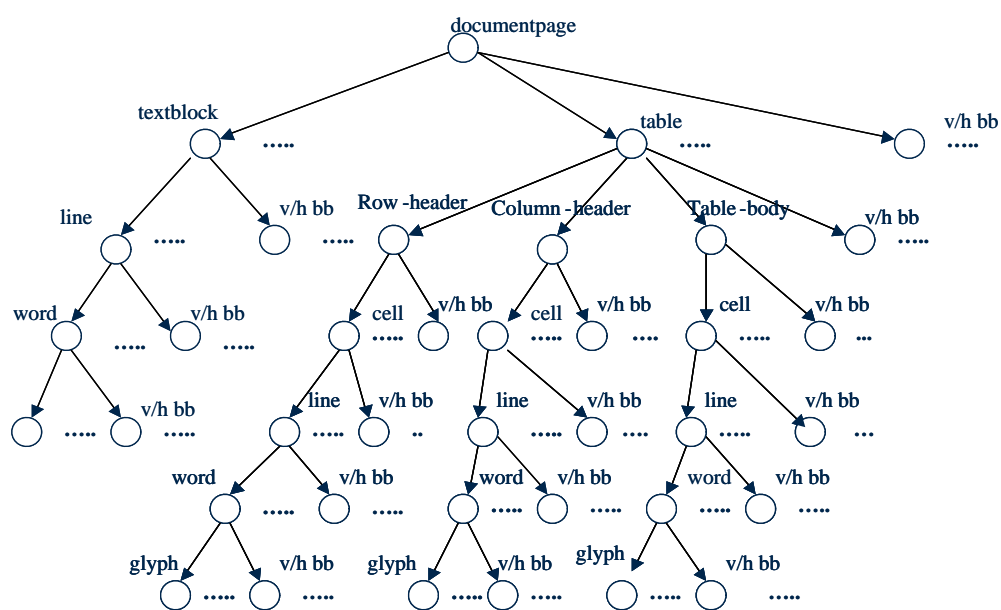 documentpage
textblock
table
v/h bb
.....
.....
.....
line
v/h bb
Row -header
Column -header
Table -body
v/h bb
.....
.....
.....
word
v/h bb
cell
v/h bb
cell
v/h bb
cell
v/h bb
.....
.....
.....
.....
....
.....
...
v/h bb
line
v/h bb
line
v/h bb
line
v/h bb
.....
.....
.....
..
.....
....
.....
...
word
v/h bb
word
v/h bb
word
v/h bb
.....
.....
.....
.....
.....
.....
glyph
v/h bb
glyph
v/h bb
glyph
v/h bb
.....
.....
.....
.....
.....
.....